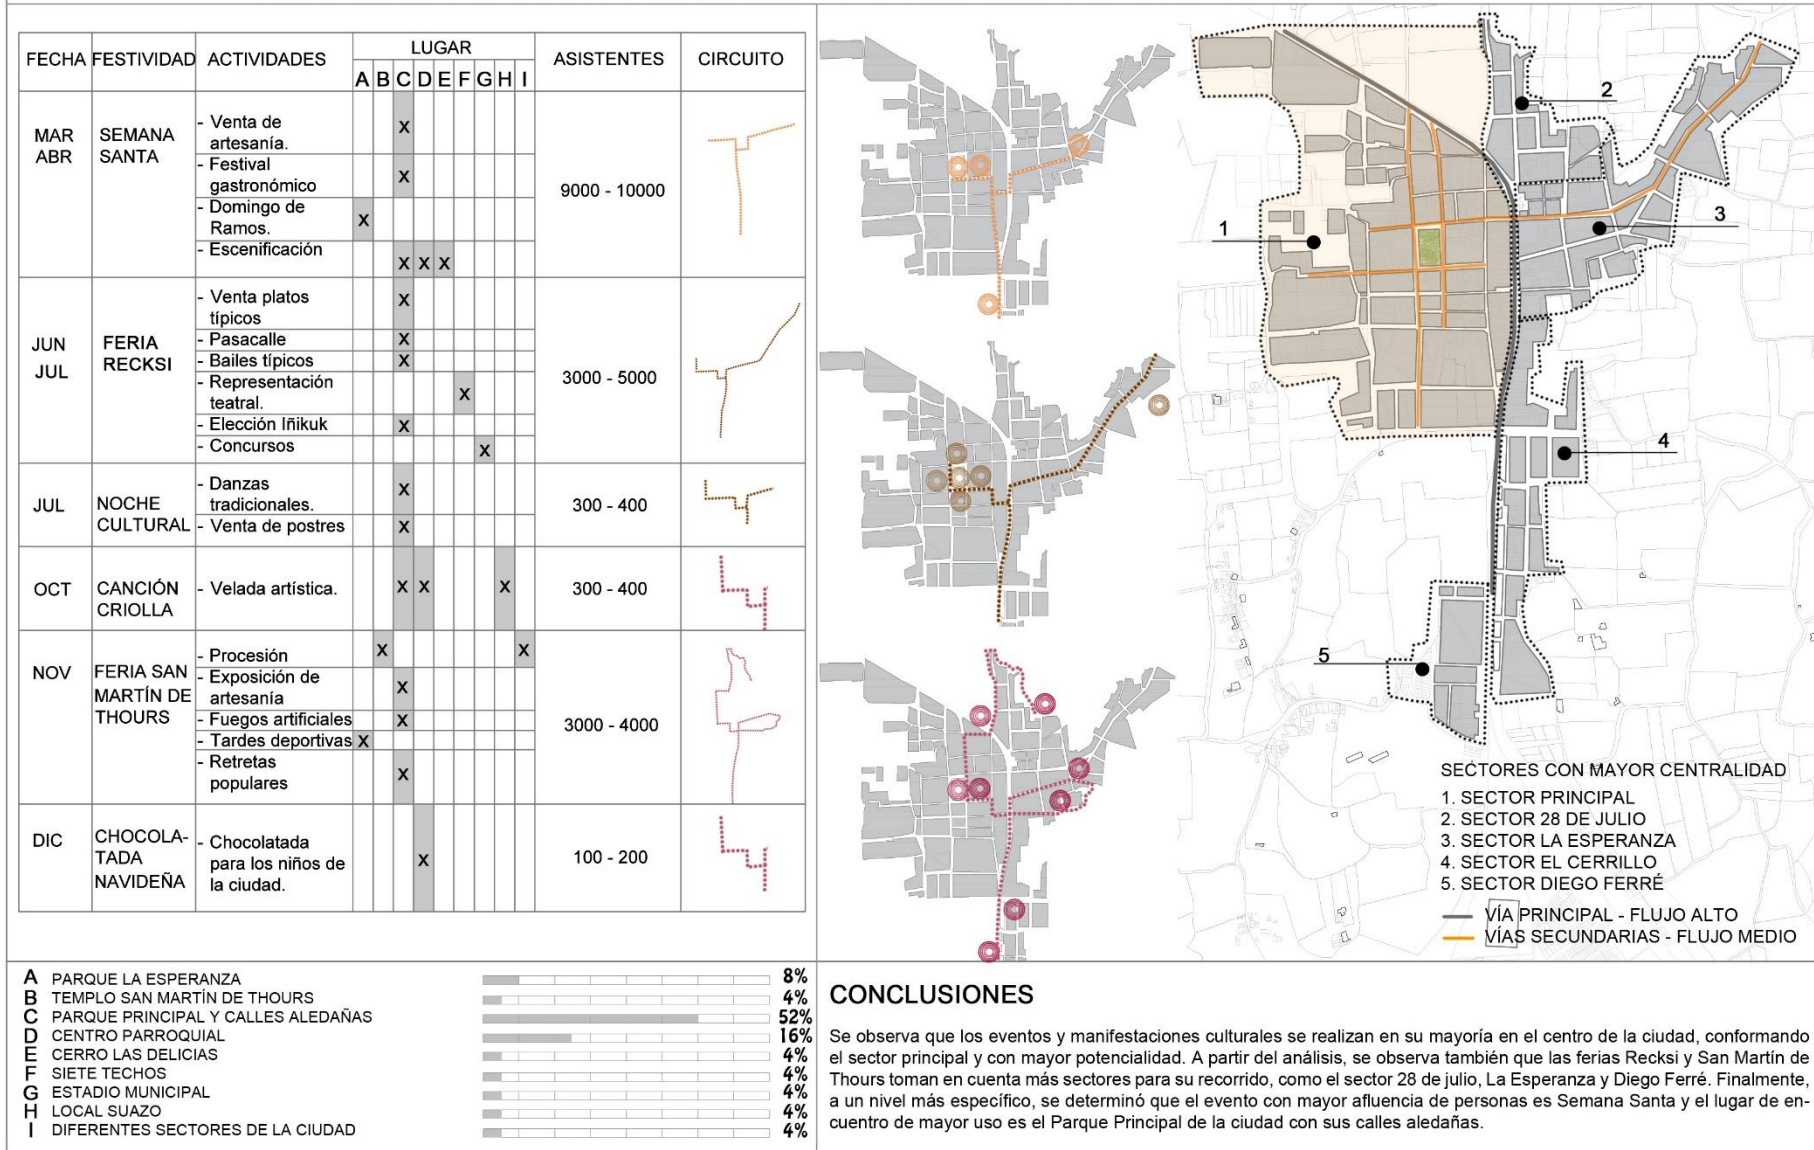 FECHA FESTIVIDAD ACTIVIDADES LUGAR ASISTENTES CIRCUITO
A B C D E F G H I
MAR
ABR
SEMANA
SANTA
- Venta de
artesanía.
X
- Festival
gastronómico
X
- Domingo de
Ramos.
X
- Escenificación
X X X
9000 - 10000
JUN
JUL
FERIA
RECKSI
- Venta platos
típicos
X
- Pasacalle
X
- Bailes típicos
X
- Representación
teatral.
X
- Elección Iñikuk
X
- Concursos
X
3000 - 5000
JUL
NOCHE
CULTURAL
- Danzas
tradicionales.
X
- Venta de postres
X
300 - 400
OCT
CANCIÓN
CRIOLLA
- Velada artística.
X X X
300 - 400
NOV
FERIA SAN
MARTÍN DE
THOURS
- Procesión
X X
- Exposición de
artesanía
X
- Fuegos artificiales
X
- Tardes deportivas
X
- Retretas
populares
X
3000 - 4000
DIC
CHOCOLA-
TADA
NAVIDEÑA
- Chocolatada
para los niños de
la ciudad.
X
100 - 200
1
2
3
4
5
SECTORES CON MAYOR CENTRALIDAD
1. SECTOR PRINCIPAL
2. SECTOR 28 DE JULIO
3. SECTOR LA ESPERANZA
4. SECTOR EL CERRILLO
5. SECTOR DIEGO FERRÉ
VÍA PRINCIPAL - FLUJO ALTO
VÍAS SECUNDARIAS - FLUJO MEDIO
A PARQUE LA ESPERANZA 8%
B TEMPLO SAN MARTÍN DE THOURS 4%
C PARQUE PRINCIPAL Y CALLES ALEDAÑAS 52%
D CENTRO PARROQUIAL 16%
E CERRO LAS DELICIAS 4%
F SIETE TECHOS 4%
G ESTADIO MUNICIPAL 4%
H LOCAL SUAZO 4%
I DIFERENTES SECTORES DE LA CIUDAD 4%
CONCLUSIONES
Se observa que los eventos y manifestaciones culturales se realizan en su mayoría en el centro de la ciudad, conformando
el sector principal y con mayor potencialidad. A partir del análisis, se observa también que las ferias Recksi y San Martín de
Thours toman en cuenta más sectores para su recorrido, como el sector 28 de julio, La Esperanza y Diego Ferré. Finalmente,
a un nivel más específico, se determinó que el evento con mayor afluencia de personas es Semana Santa y el lugar de en-
cuentro de mayor uso es el Parque Principal de la ciudad con sus calles aledañas.